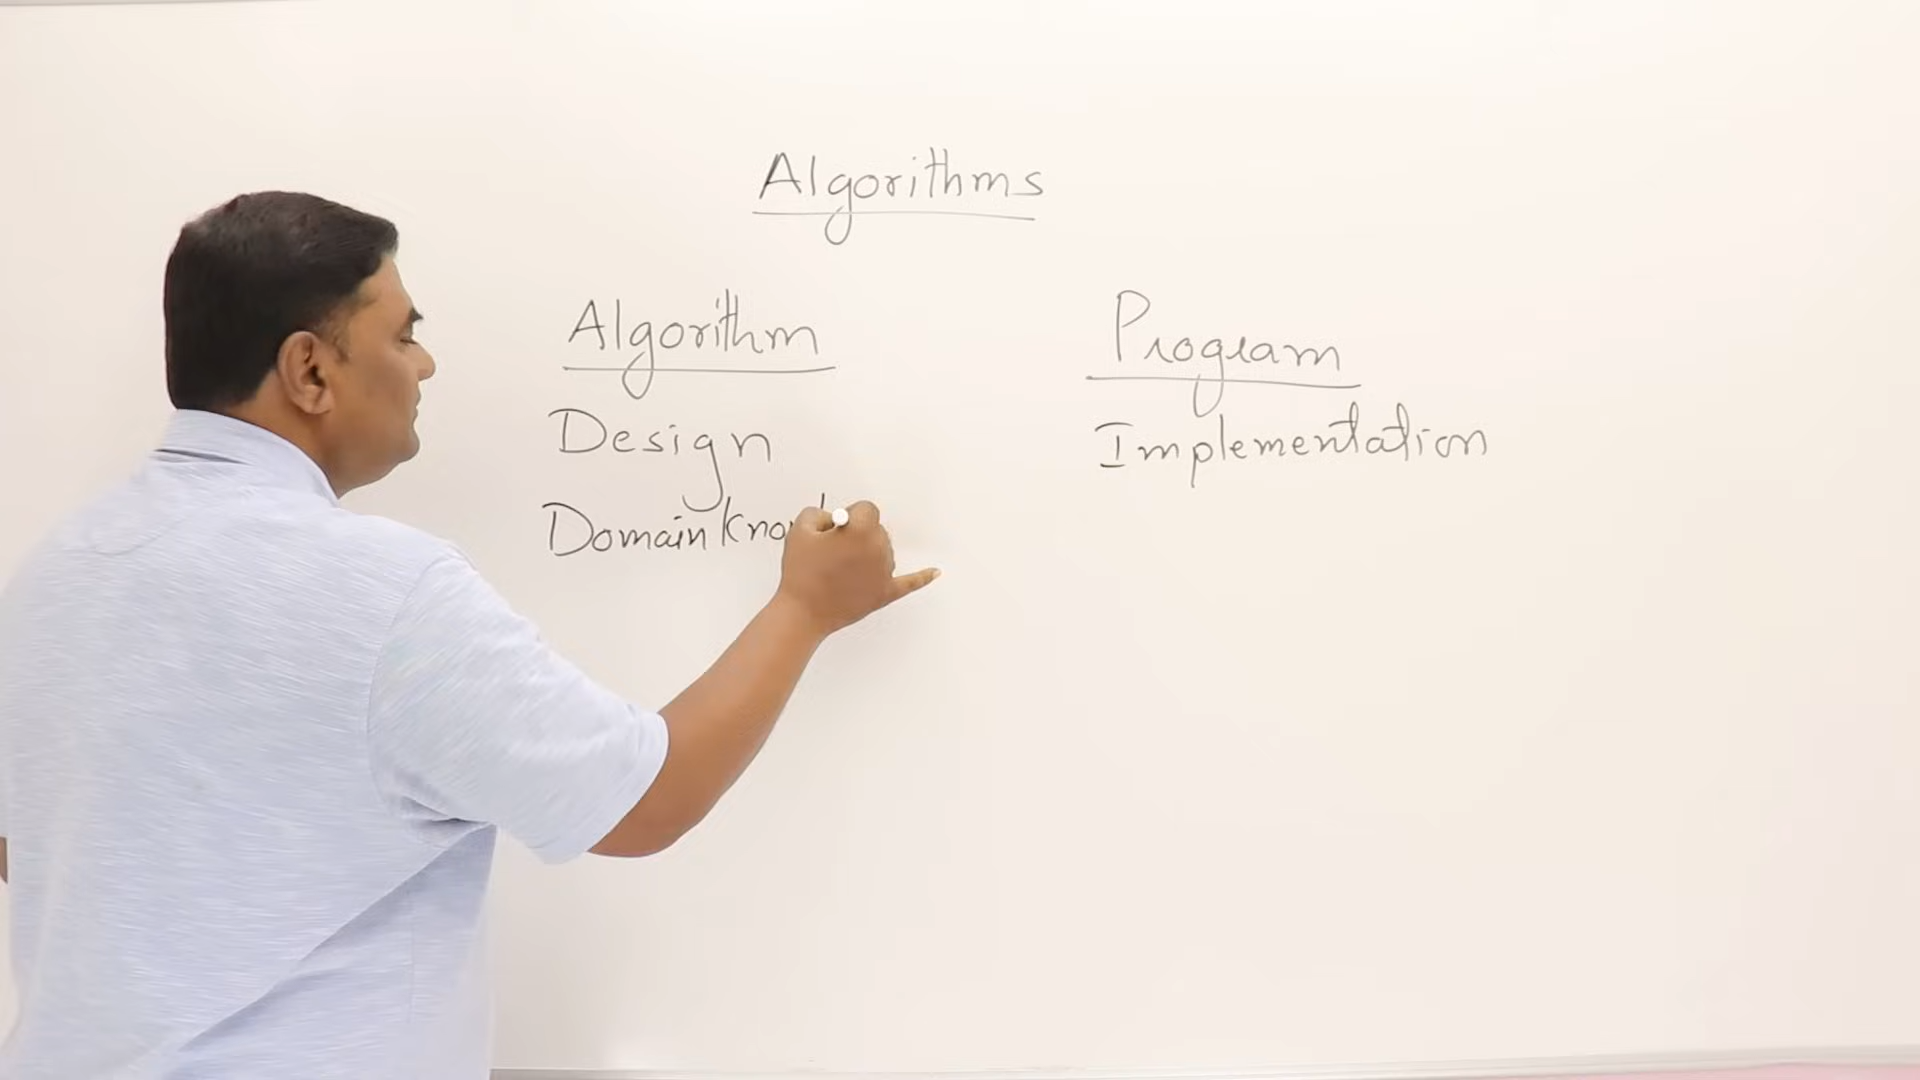 Algorithms
Algorithm
Program
Design
Implementation
Domain